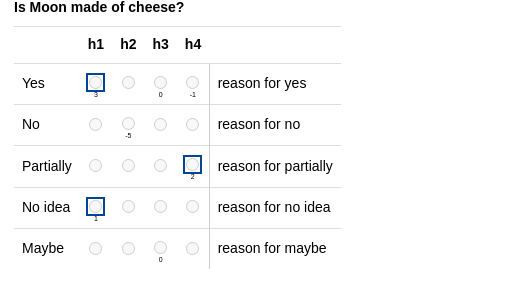 Is Moon made of cheese?
h1 h2 h3 h4
Yes 3 0 -1 reason for yes
No -5 reason for no
Partially 2 reason for partially
No idea 1 reason for no idea
Maybe 0 reason for maybe